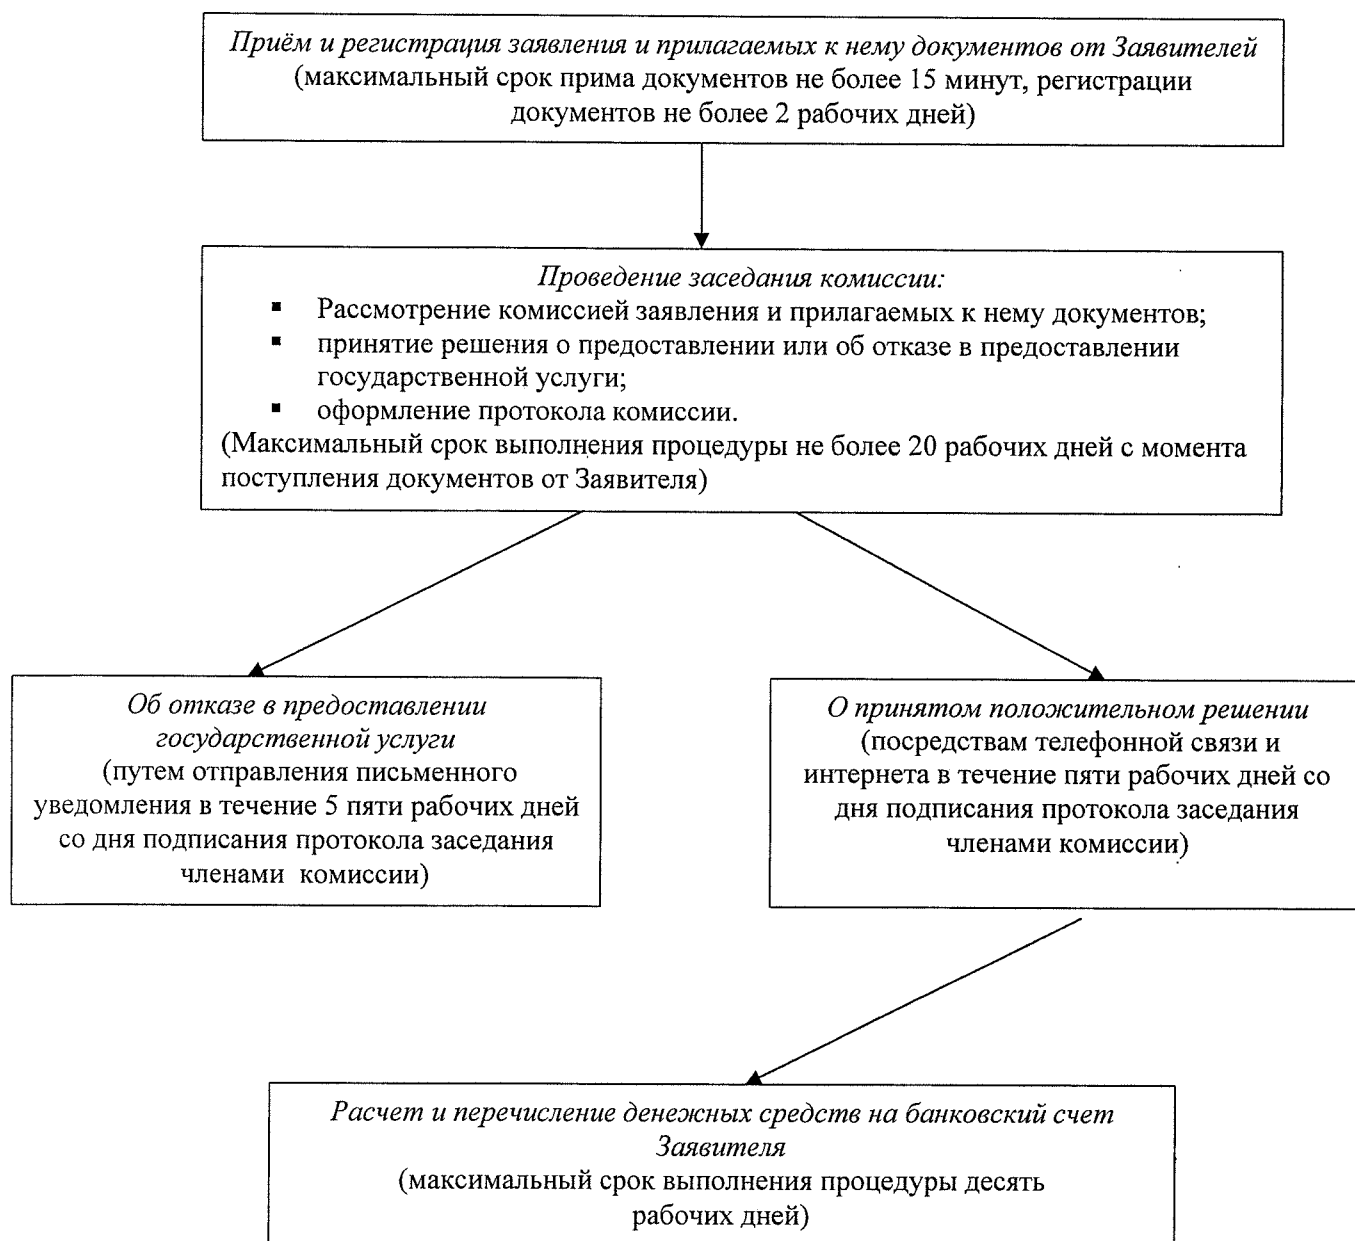 Приём и регистрация заявления и прилагаемых к нему документов от Заявителей
(максимальный срок прима документов не более 15 минут, регистрации
документов не более 2 рабочих дней)
Проведение заседания комиссии:
▪ Рассмотрение комиссией заявления и прилагаемых к нему документов;
▪ принятие решения о предоставлении или об отказе в предоставлении
государственной услуги;
▪ оформление протокола комиссии.
(Максимальный срок выполнения процедуры не более 20 рабочих дней с момента
поступления документов от Заявителя)
Об отказе в предоставлении
государственной услуги
(путем отправления письменного
уведомления в течение 5 пяти рабочих дней
со дня подписания протокола заседания
членами комиссии)
О принятом положительном решении
(посредствам телефонной связи и
интернета в течение пяти рабочих дней со
дня подписания протокола заседания
членами комиссии)
Расчет и перечисление денежных средств на банковский счет
Заявителя
(максимальный срок выполнения процедуры десять
рабочих дней)